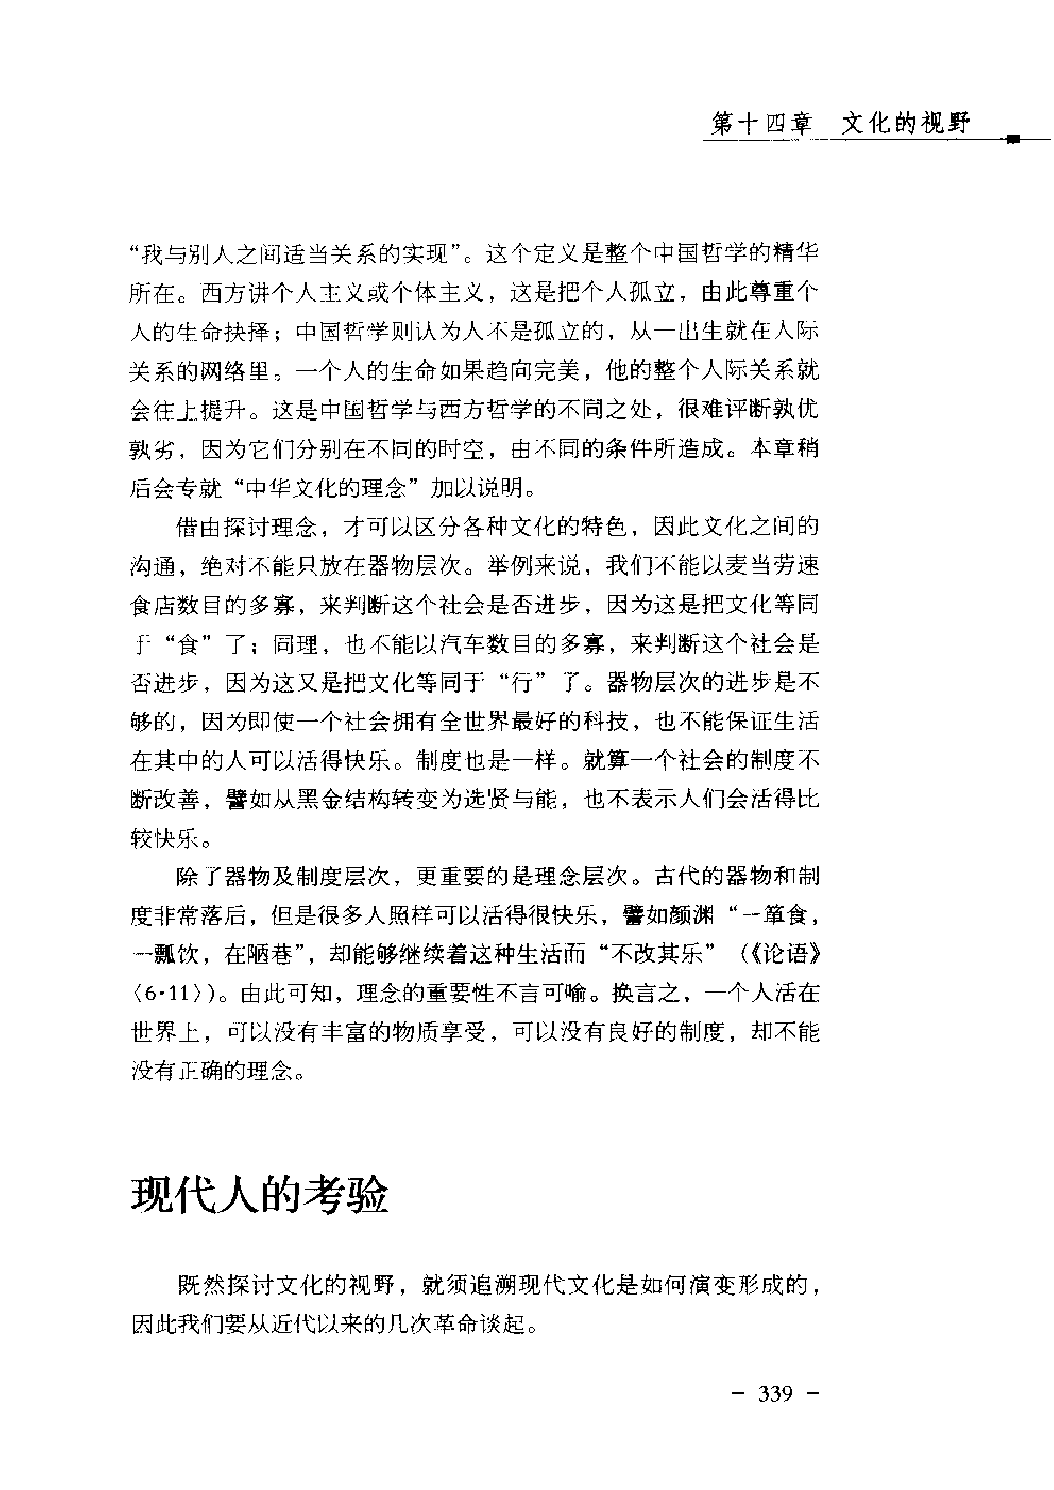 第十四章 文化的视野
“我与别人之间适当关系的实现”。这个定义是整个中国哲学的精华
所在。西方讲个人主义或个体主义，这是把个人孤立，由此尊重个
人的生命抉择；中国哲学则认为人不是孤立的，从一出生就在人际
关系的网络里。一个人的生命如果趋向完美，他的整个人际关系就
会往上提升。这是中国哲学与西方哲学的不同之处，很难评断孰优
孰劣，因为它们分别在不同的时空，由不同的条件所造成。本章稍
后会专就“中华文化的理念”加以说明。
借由探讨理念，才可以区分各种文化的特色，因此文化之间的
沟通，绝对不能只放在器物层次。举例来说，我们不能以麦当劳速
食店数目的多寡，来判断这个社会是否进步，因为这是把文化等同
于“食”了；同理，也不能以汽车数目的多寡，来判断这个社会是
否进步，因为这又是把文化等同于“行”了。器物层次的进步是不
够的，因为即使一个社会拥有全世界最好的科技，也不能保证生活
在其中的人可以活得快乐。制度也是一样。就算一个社会的制度不
断改善，譬如从黑金结构转变为选贤与能，也不表示人们会活得比
较快乐。
除了器物及制度层次，更重要的是理念层次。古代的器物和制
度非常落后，但是很多人照样可以活得很快乐，譬如颜渊“一箪食，
一瓢饮，在陋巷”，却能够继续着这种生活而“不改其乐”（《论语》
〈6·11〉）。由此可知，理念的重要性不言可喻。换言之，一个人活在
世界上，可以没有丰富的物质享受，可以没有良好的制度，却不能
没有正确的理念。
现代人的考验
既然探讨文化的视野，就须追溯现代文化是如何演变形成的，
因此我们要从近代以来的几次革命谈起。
- 339 -